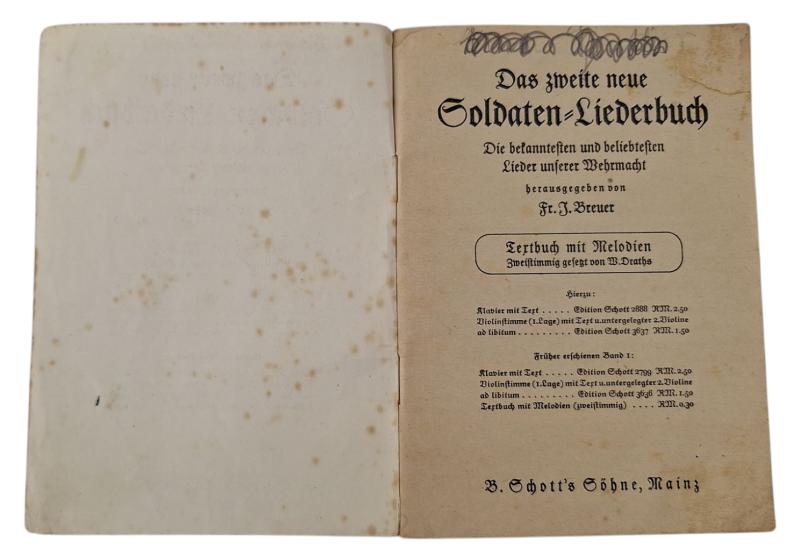 Das zweite neue
Soldaten-Liederbuch
Die bekanntesten und beliebtesten
Lieder unserer Wehrmacht
herausgegeben von
Fr. J. Breuer
Textbuch mit Melodien
Zweistimmig gesetzt von W. Draths
Hierzu:
Klavier mit Text . . . . . Edition Schott 2888 RM. 2.50
Violinstimme (1. Lage) mit Text u. untergelegter 2. Violine
ad libitum . . . . . . . . . Edition Schott 3637 RM. 1.50
Früher erschienen Band 1:
Klavier mit Text . . . . . Edition Schott 2799 RM. 2.50
Violinstimme (1. Lage) mit Text u. untergelegter 2. Violine
ad libitum . . . . . . . . . Edition Schott 3636 RM. 1.50
Textbuch mit Melodien (zweistimmig) . . . . RM. 0.30
B. Schott's Söhne, Mainz